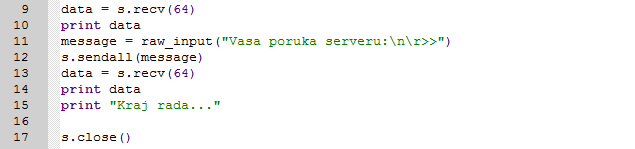 9 data = s.recv(64)
10 print data
11 message = raw_input("Vasa poruka serveru:\n\r>>")
12 s.sendall(message)
13 data = s.recv(64)
14 print data
15 print "Kraj rada..."
16
17 s.close()